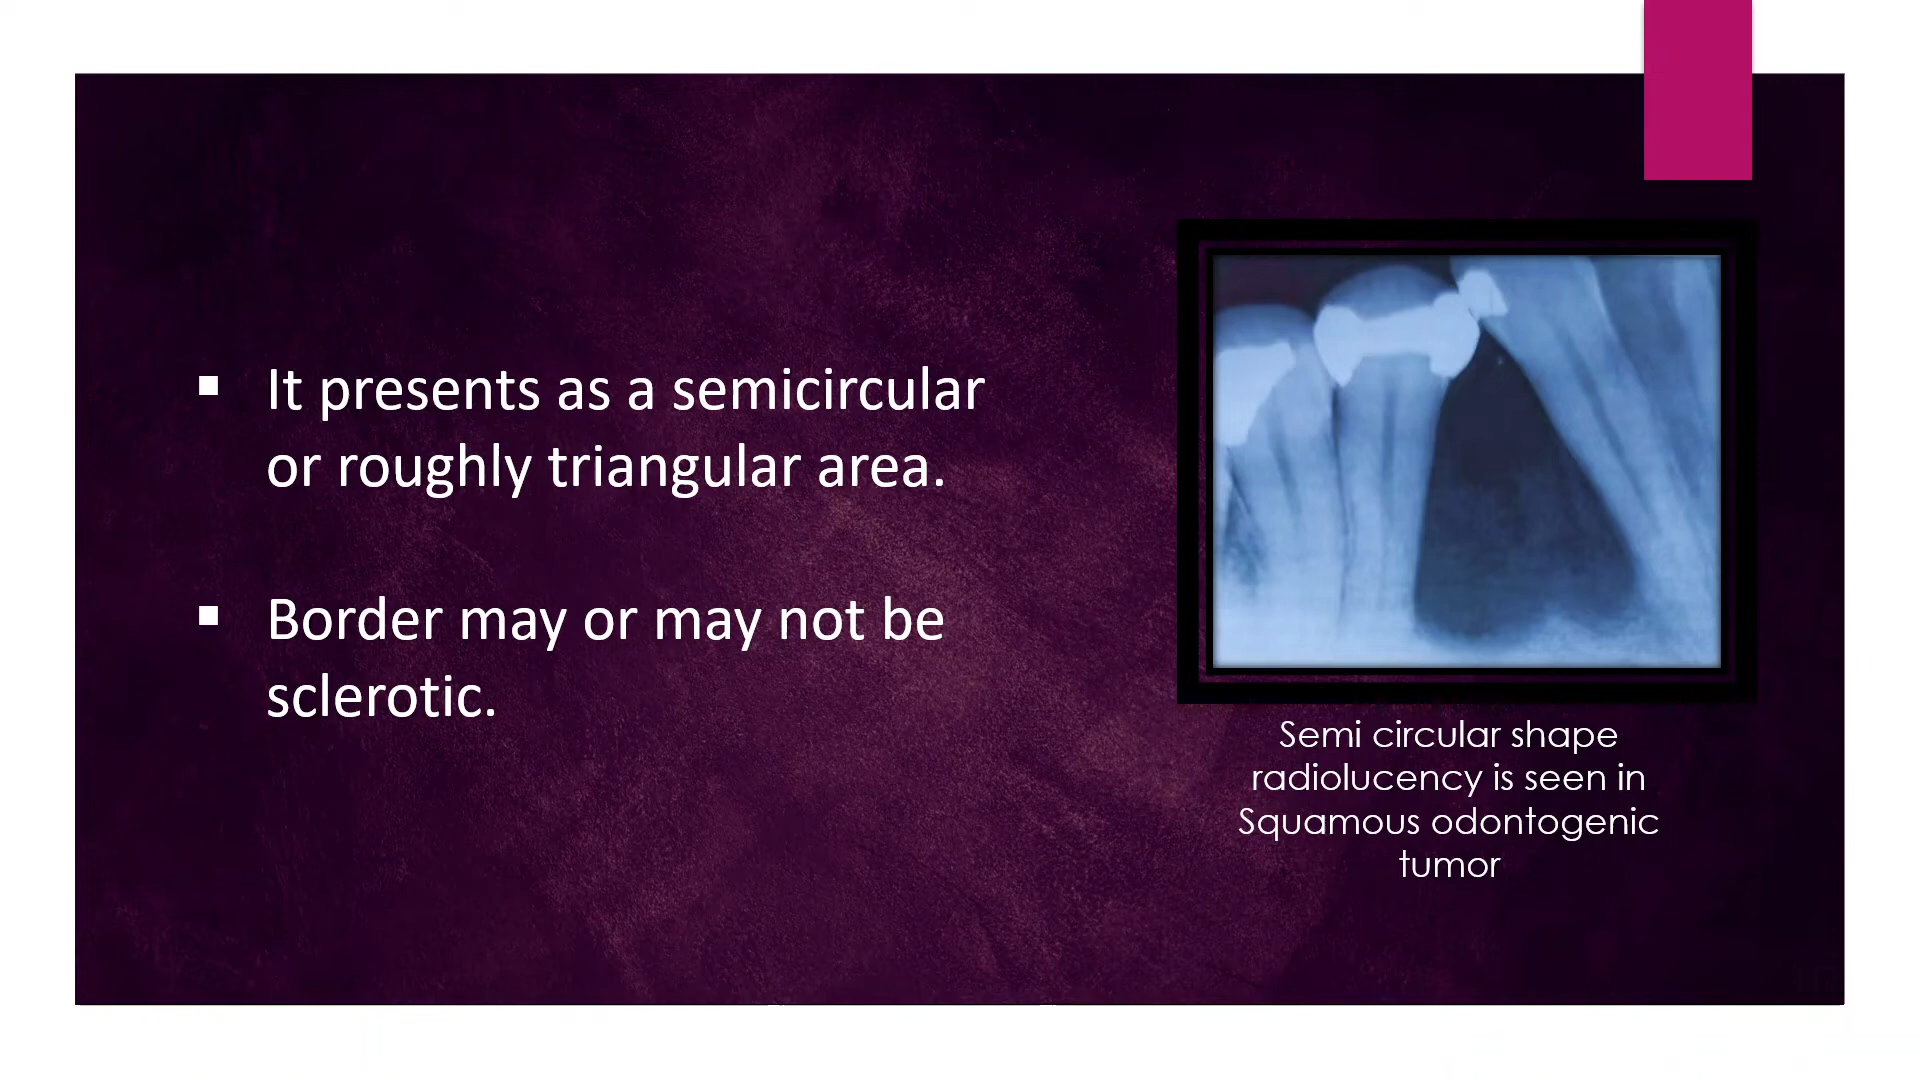 ▪ It presents as a semicircular
or roughly triangular area.
▪ Border may or may not be
sclerotic.
Semi circular shape
radiolucency is seen in
Squamous odontogenic
tumor